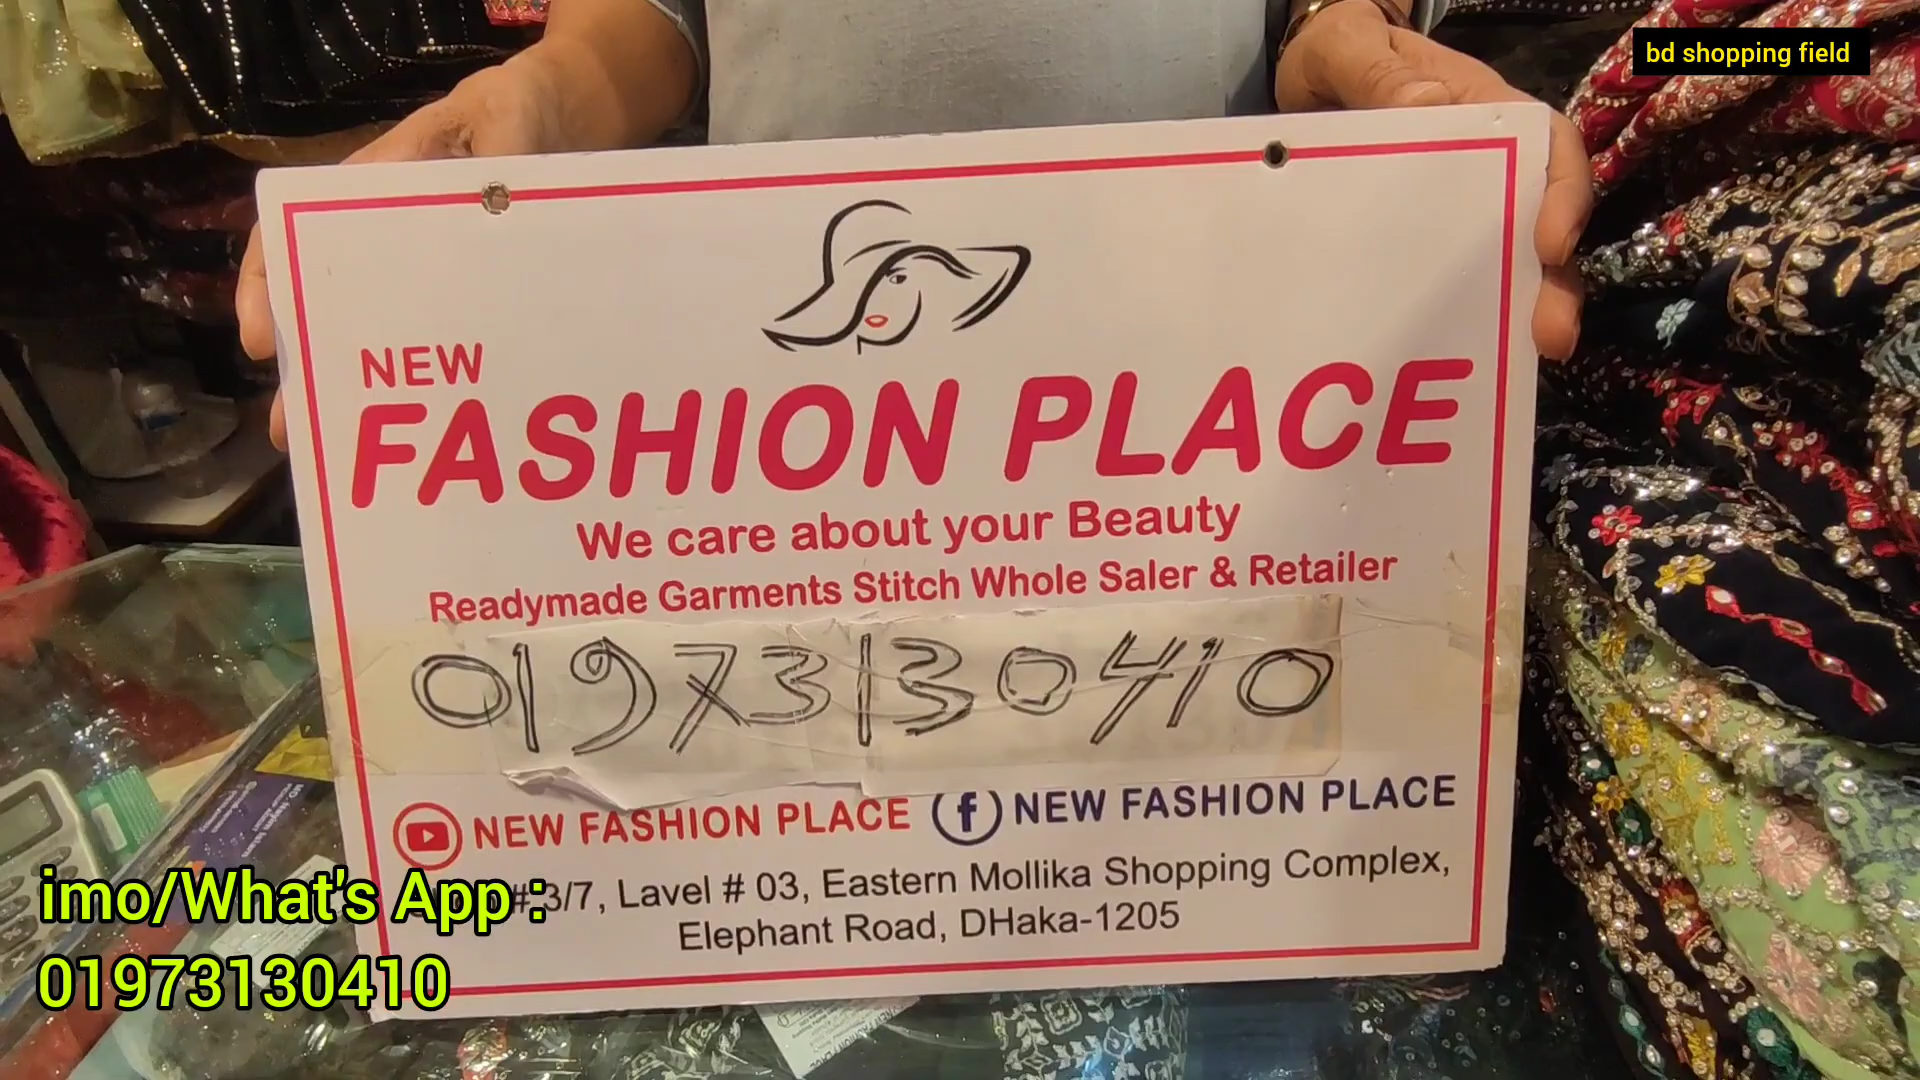 bd shopping field
NEW
FASHION PLACE
We care about your Beauty
Readymade Garments Stitch Whole Saler & Retailer
01973130410
NEW FASHION PLACE
f NEW FASHION PLACE
# 3/7, Lavel # 03, Eastern Mollika Shopping Complex,
Elephant Road, DHaka-1205
imo/What's App :
01973130410